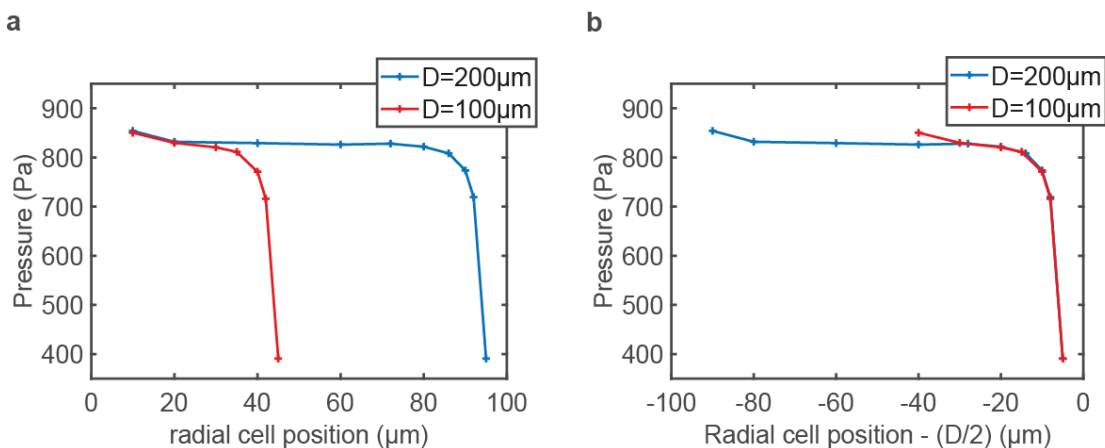 a
D=200µm
D=100µm
Pressure (Pa)
900
800
700
600
500
400
0 20 40 60 80 100
radial cell position (µm)
b
D=200µm
D=100µm
Pressure (Pa)
900
800
700
600
500
400
-100 -80 -60 -40 -20 0
Radial cell position - (D/2) (µm)